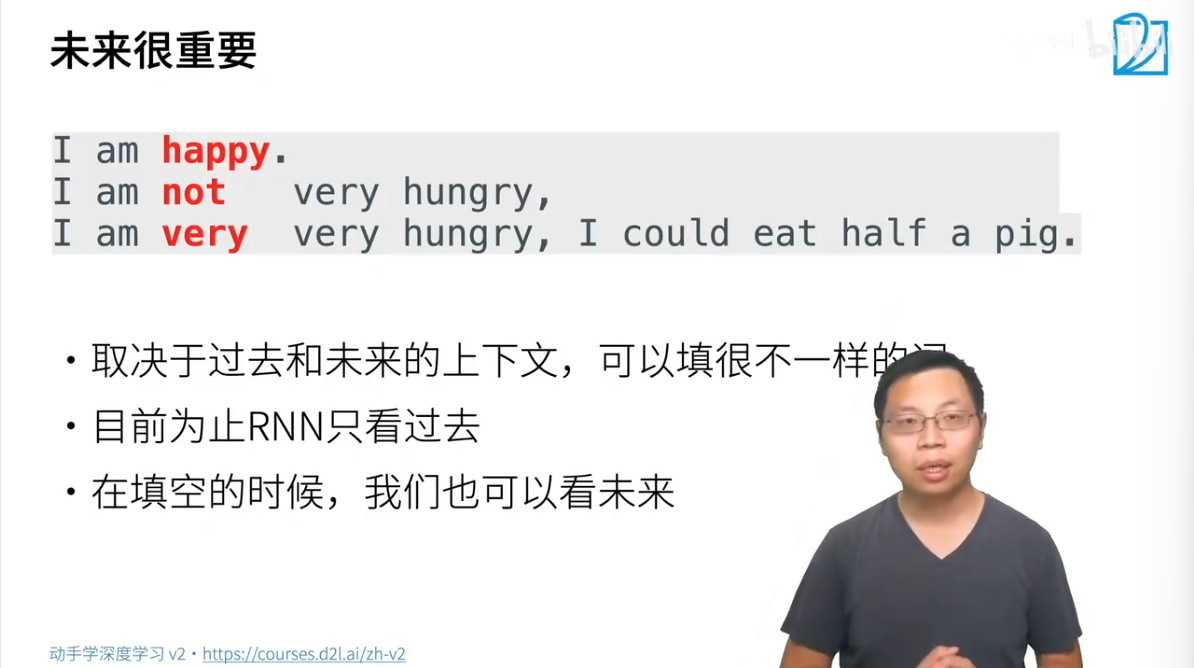 未来很重要
I am happy.
I am not very hungry,
I am very very hungry, I could eat half a pig.
• 取决于过去和未来的上下文，可以填很不一样的
• 目前为止RNN只看过去
• 在填空的时候，我们也可以看未来
动手学深度学习 v2 • https://courses.d2l.ai/zh-v2